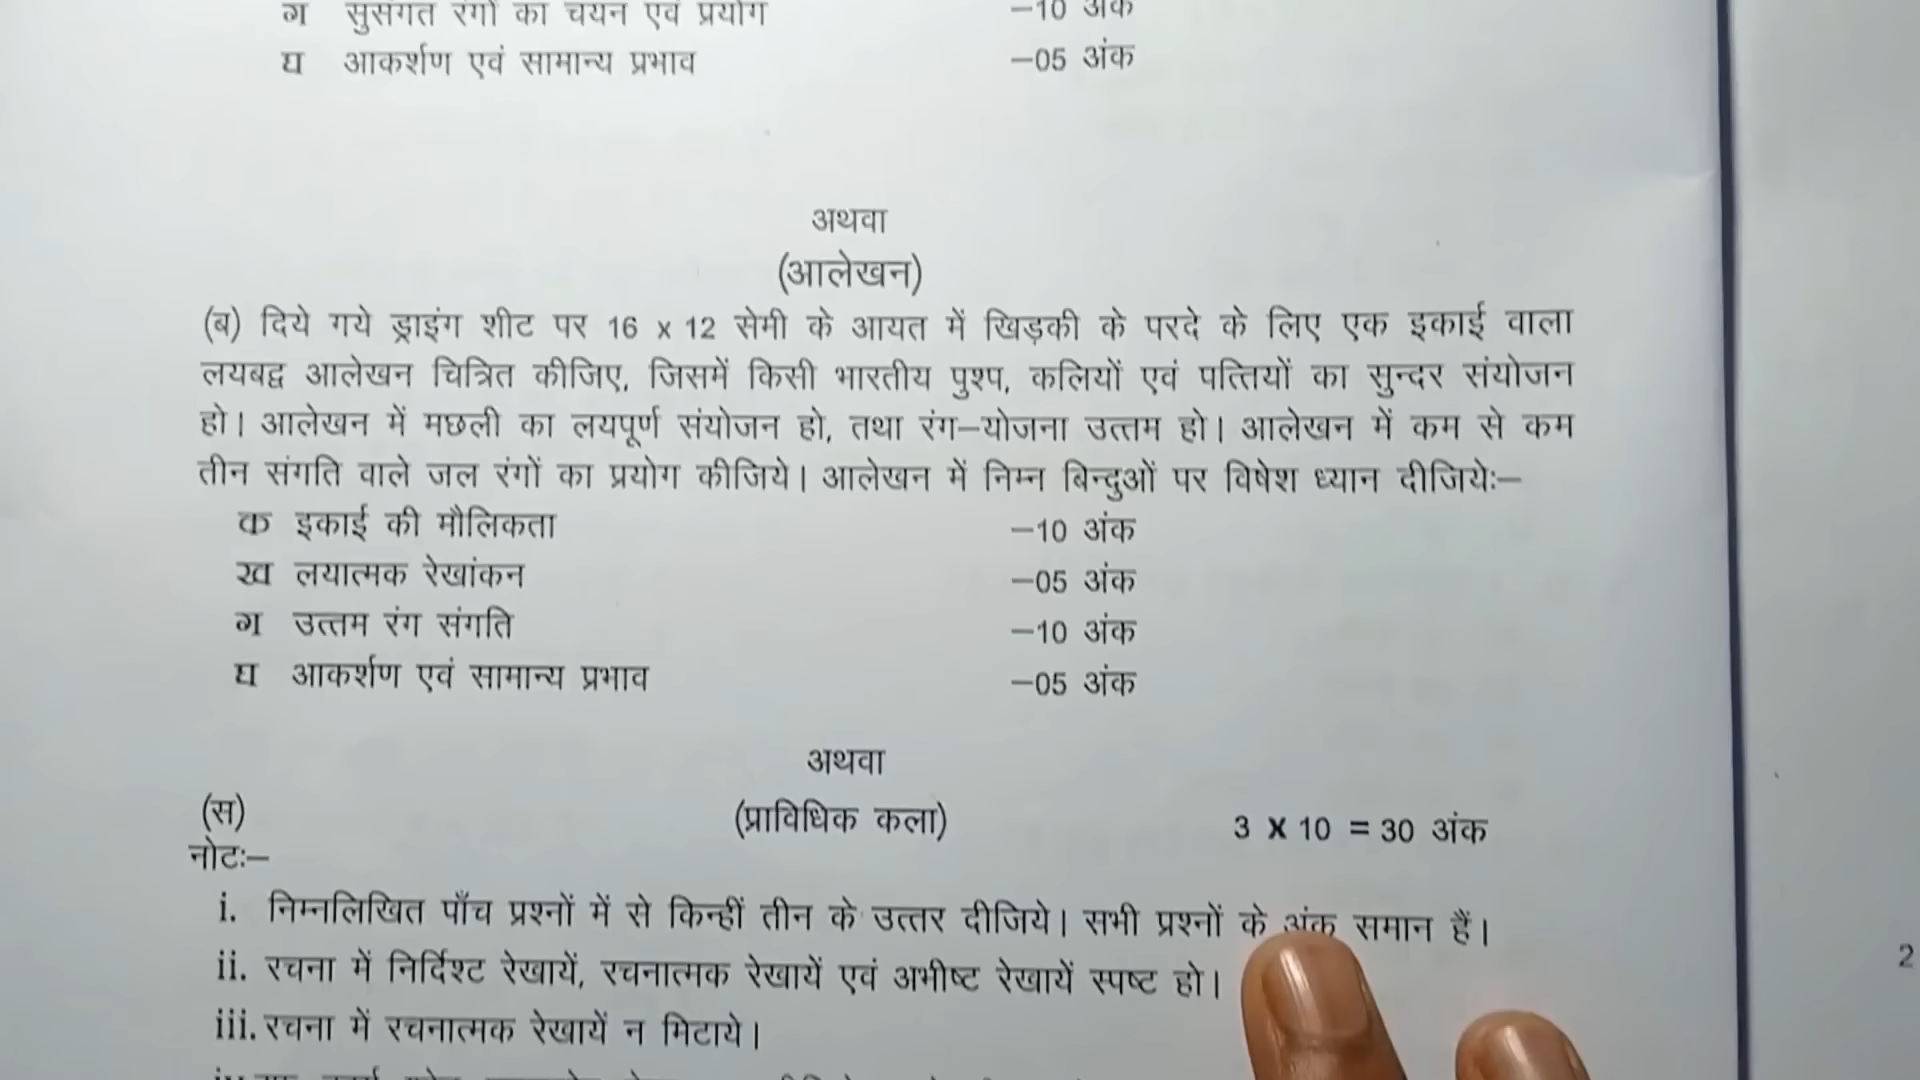 ग सुसंगत रंगों का चयन एवं प्रयोग –10 अंक
घ आकर्शण एवं सामान्य प्रभाव –05 अंक
अथवा
(आलेखन)
(ब) दिये गये ड्राइंग शीट पर 16 x 12 सेमी के आयत में खिड़की के परदे के लिए एक इकाई वाला
लयबद्व आलेखन चित्रित कीजिए, जिसमें किसी भारतीय पुश्प, कलियों एवं पत्तियों का सुन्दर संयोजन
हो। आलेखन में मछली का लयपूर्ण संयोजन हो, तथा रंग–योजना उत्तम हो। आलेखन में कम से कम
तीन संगति वाले जल रंगों का प्रयोग कीजिये। आलेखन में निम्न बिन्दुओं पर विषेश ध्यान दीजियेः–
क इकाई की मौलिकता –10 अंक
ख लयात्मक रेखांकन –05 अंक
ग उत्तम रंग संगति –10 अंक
घ आकर्शण एवं सामान्य प्रभाव –05 अंक
अथवा
(स) (प्राविधिक कला) 3 X 10 = 30 अंक
नोटः–
i. निम्नलिखित पाँच प्रश्नों में से किन्हीं तीन के उत्तर दीजिये। सभी प्रश्नों के अंक समान हैं।
ii. रचना में निर्दिश्ट रेखायें, रचनात्मक रेखायें एवं अभीष्ट रेखायें स्पष्ट हो।
iii. रचना में रचनात्मक रेखायें न मिटाये।
2